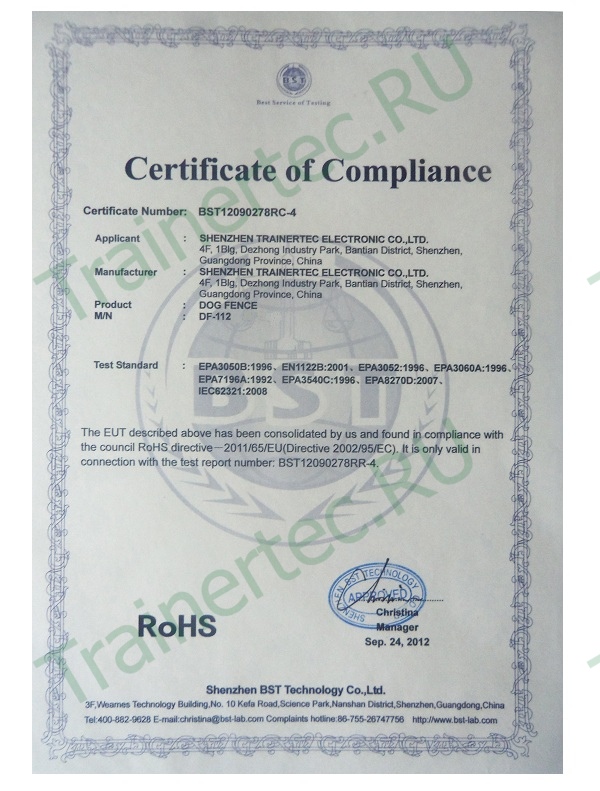 BST
Best Service of Testing
Certificate of Compliance
Certificate Number: BST12090278RC-4
Applicant : SHENZHEN TRAINERTEC ELECTRONIC CO.,LTD.
4F, 1Blg, Dezhong Industry Park, Bantian District, Shenzhen,
Guangdong Province, China
Manufacturer : SHENZHEN TRAINERTEC ELECTRONIC CO.,LTD.
4F, 1Blg, Dezhong Industry Park, Bantian District, Shenzhen,
Guangdong Province, China
Product : DOG FENCE
M/N : DF-112
Test Standard : EPA3050B:1996、EN1122B:2001、EPA3052:1996、EPA3060A:1996、
EPA7196A:1992、EPA3540C:1996、EPA8270D:2007、
IEC62321:2008
BST
The EUT described above has been consolidated by us and found in compliance with
the council RoHS directive—2011/65/EU(Directive 2002/95/EC). It is only valid in
connection with the test report number: BST12090278RR-4.
SHENZHEN BST TECHNOLOGY CO.
APPROVED
Christina
Manager
Sep. 24, 2012
RoHS
Shenzhen BST Technology Co.,Ltd.
3F,Weames Technology Building,No. 10 Kefa Road,Science Park,Nanshan District,Shenzhen,Guangdong,China
Tel:400-882-9628 E-mail:christina@bst-lab.com Complaints hotline:86-755-26747756 http://www.bst-lab.com
Trainertec.RU
Trainertec.RU